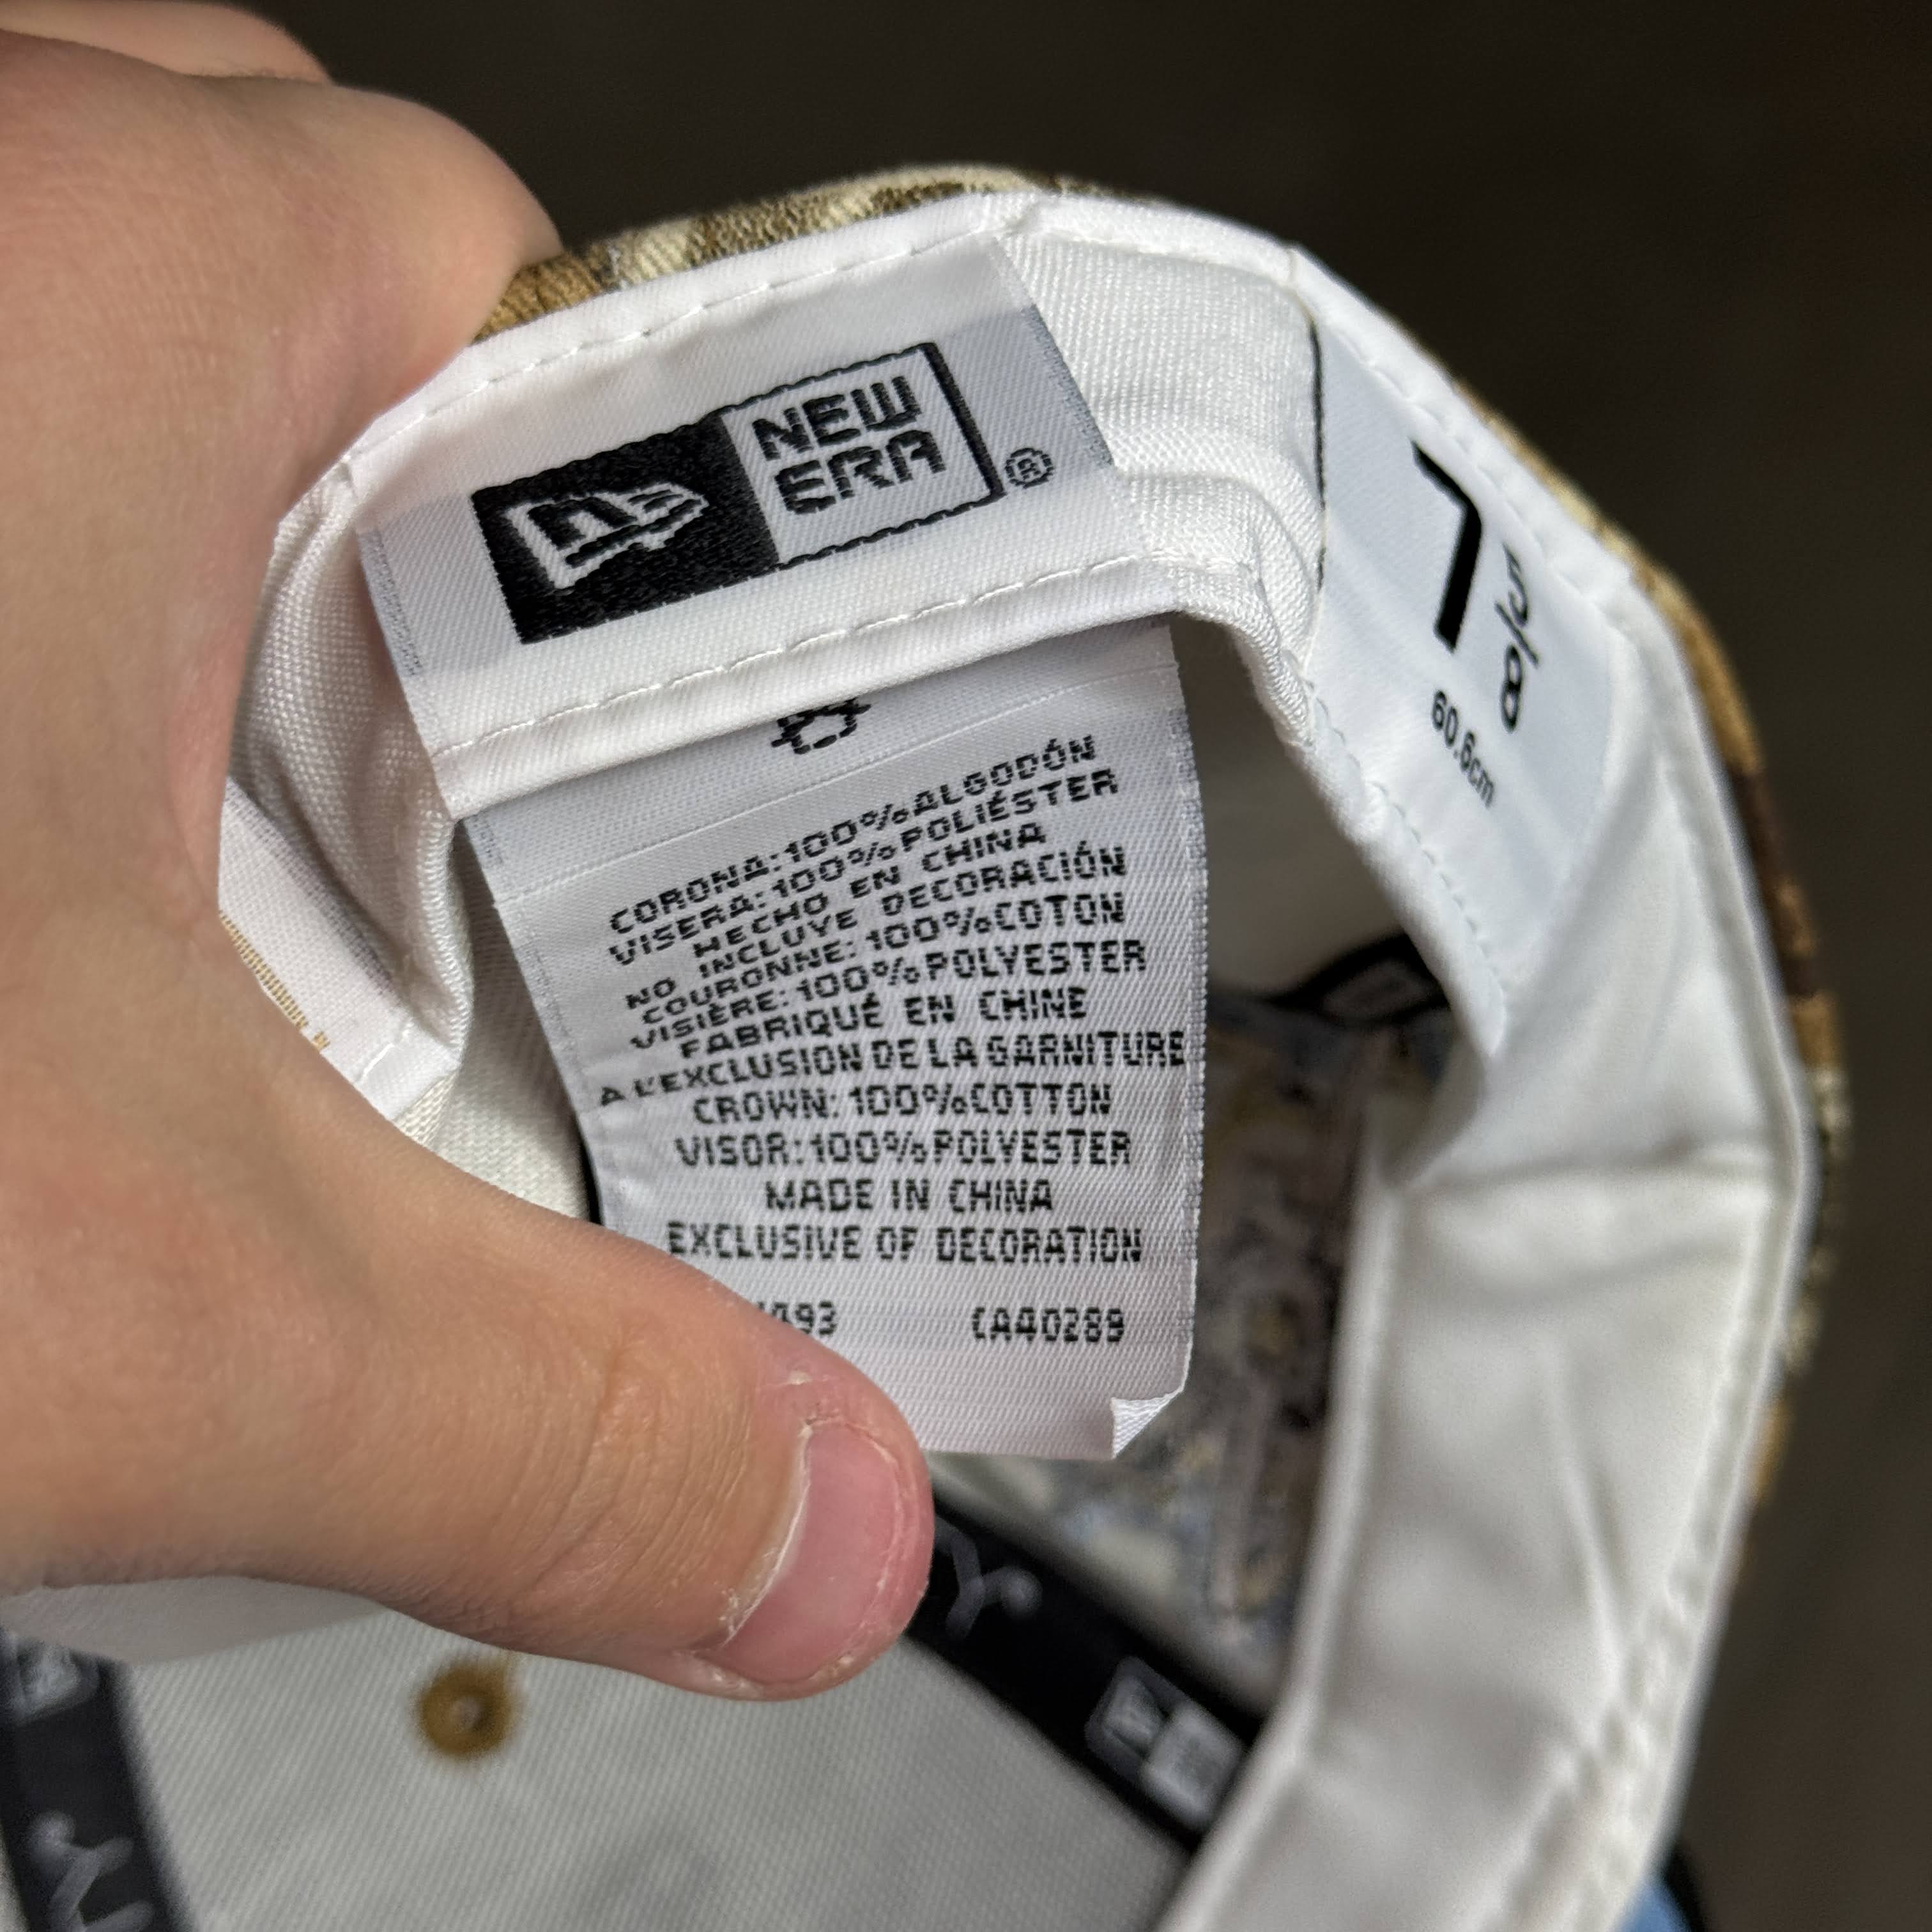 NEW
ERA
®
7 5/8
60.6cm
CORONA:100%ALGODÓN
VISERA:100%POLIÉSTER
HECHO EN CHINA
NO INCLUYE DECORACIÓN
COURONNE:100%COTON
VISIÈRE:100%POLYESTER
FABRIQUÉ EN CHINE
A L'EXCLUSION DE LA GARNITURE
CROWN:100%COTTON
VISOR:100%POLYESTER
MADE IN CHINA
EXCLUSIVE OF DECORATION
CA40289